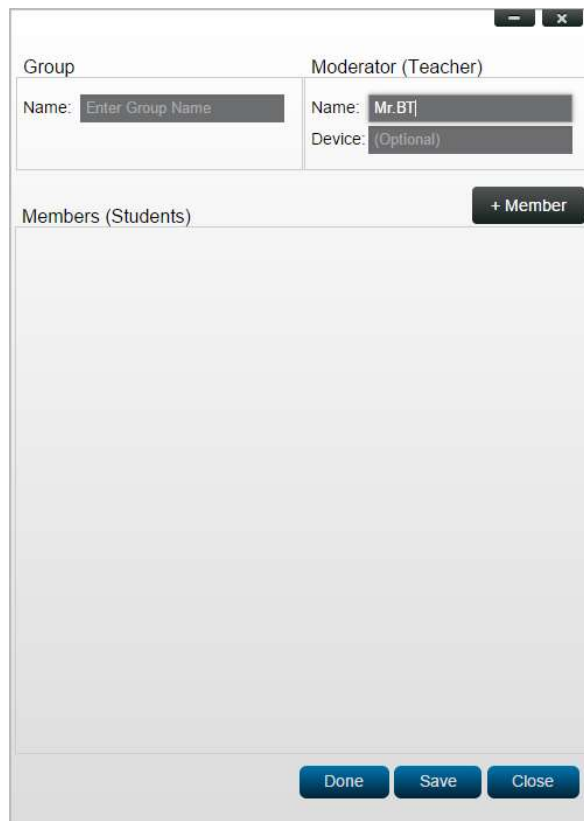 Group
Name: Enter Group Name
Moderator (Teacher)
Name: Mr.BT
Device: (Optional)
Members (Students)
+ Member
Done Save Close